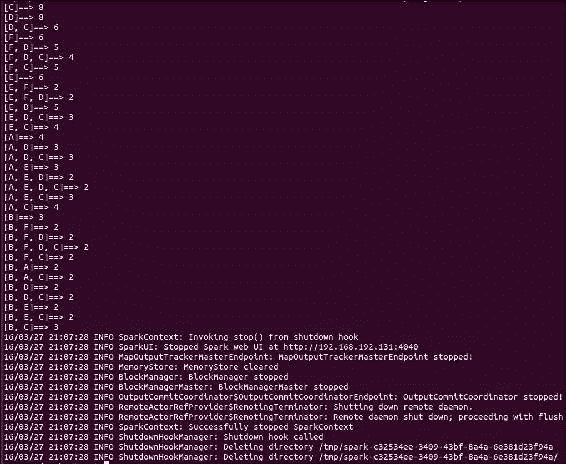 [C]==> 8
[D]==> 8
[D, C]==> 6
[F]==> 6
[F, D]==> 5
[F, D, C]==> 4
[F, C]==> 5
[E]==> 6
[E, F]==> 2
[E, F, D]==> 2
[E, D]==> 5
[E, D, C]==> 3
[E, C]==> 4
[A]==> 4
[A, D]==> 3
[A, D, C]==> 3
[A, E]==> 3
[A, E, D]==> 2
[A, E, D, C]==> 2
[A, E, C]==> 3
[A, C]==> 4
[B]==> 3
[B, F]==> 2
[B, F, D]==> 2
[B, F, D, C]==> 2
[B, F, C]==> 2
[B, A]==> 2
[B, A, C]==> 2
[B, D]==> 2
[B, D, C]==> 2
[B, E]==> 2
[B, E, C]==> 2
[B, C]==> 3
16/03/27 21:07:28 INFO SparkContext: Invoking stop() from shutdown hook
16/03/27 21:07:28 INFO SparkUI: Stopped Spark web UI at http://192.168.192.131:4040
16/03/27 21:07:28 INFO MapOutputTrackerMasterEndpoint: MapOutputTrackerMasterEndpoint stopped!
16/03/27 21:07:28 INFO MemoryStore: MemoryStore cleared
16/03/27 21:07:28 INFO BlockManager: BlockManager stopped
16/03/27 21:07:28 INFO BlockManagerMaster: BlockManagerMaster stopped
16/03/27 21:07:28 INFO OutputCommitCoordinator$OutputCommitCoordinatorEndpoint: OutputCommitCoordinator stopped!
16/03/27 21:07:28 INFO RemoteActorRefProvider$RemotingTerminator: Shutting down remote daemon.
16/03/27 21:07:28 INFO RemoteActorRefProvider$RemotingTerminator: Remote daemon shut down; proceeding with flush
16/03/27 21:07:28 INFO SparkContext: Successfully stopped SparkContext
16/03/27 21:07:28 INFO ShutdownHookManager: Shutdown hook called
16/03/27 21:07:28 INFO ShutdownHookManager: Deleting directory /tmp/spark-c32534ee-3409-43bf-8a4a-6e381d23f94a
16/03/27 21:07:28 INFO ShutdownHookManager: Deleting directory /tmp/spark-c32534ee-3409-43bf-8a4a-6e381d23f94a/